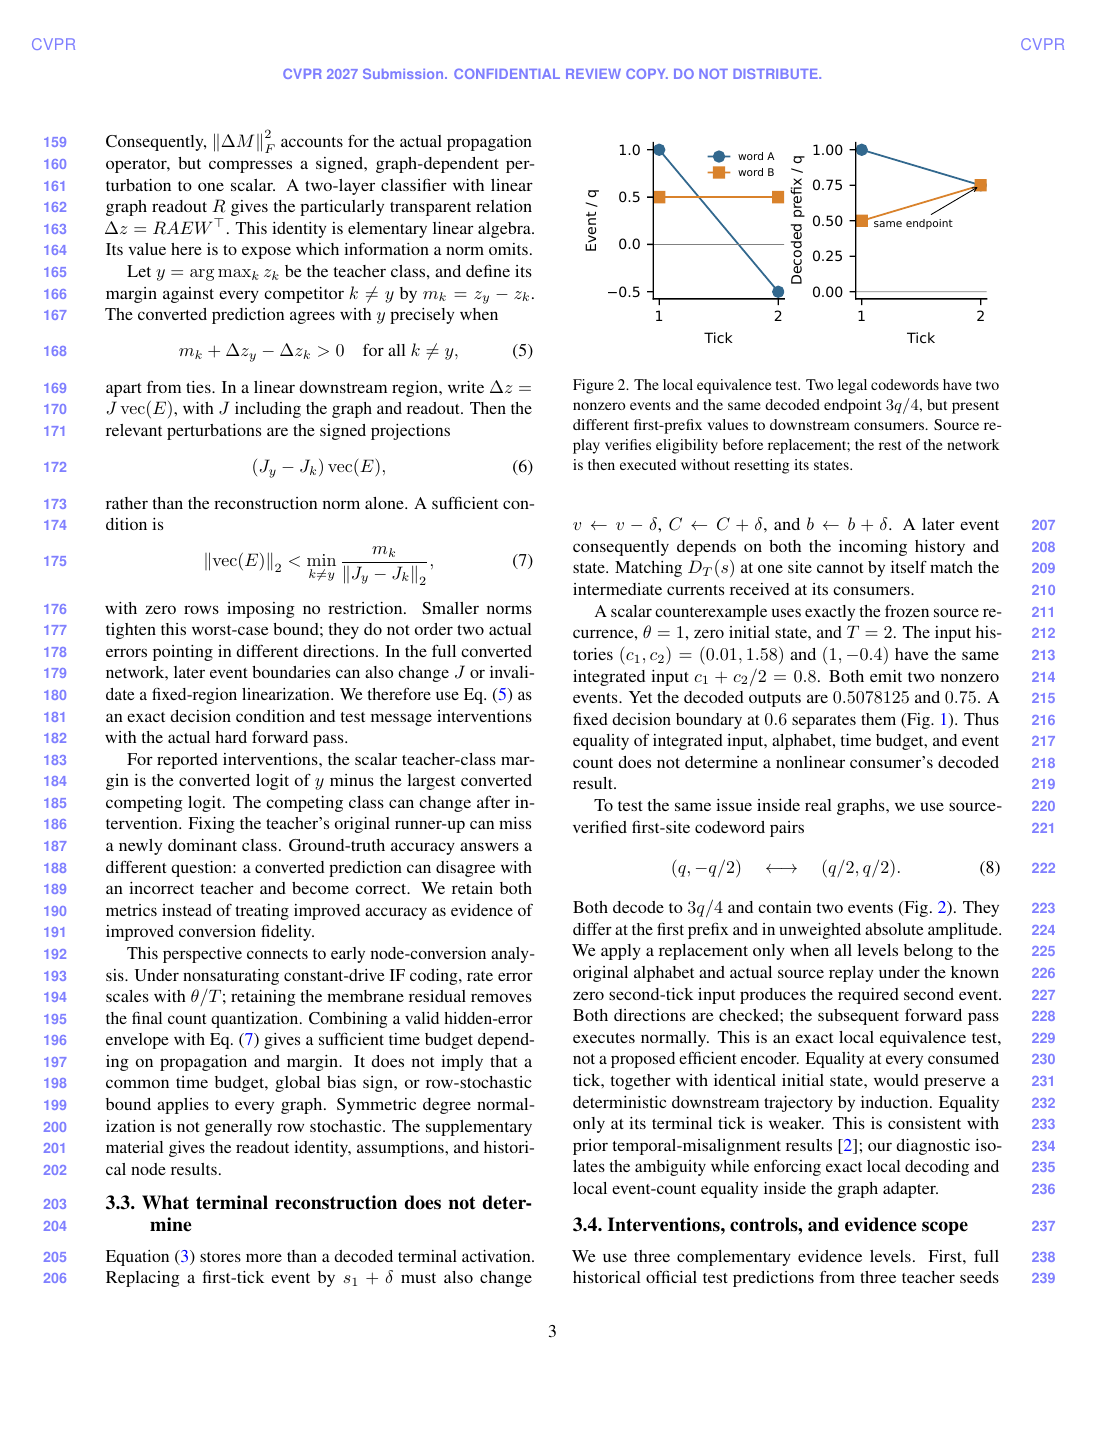 CVPR
CVPR
CVPR 2027 Submission. CONFIDENTIAL REVIEW COPY. DO NOT DISTRIBUTE.
159 Consequently, ‖ΔM‖²_F accounts for the actual propagation
160 operator, but compresses a signed, graph-dependent per-
161 turbation to one scalar. A two-layer classifier with linear
162 graph readout R gives the particularly transparent relation
163 Δz = RAEW⊤. This identity is elementary linear algebra.
164 Its value here is to expose which information a norm omits.
165 Let y = arg max_k z_k be the teacher class, and define its
166 margin against every competitor k ≠ y by m_k = z_y − z_k.
167 The converted prediction agrees with y precisely when
168 m_k + Δz_y − Δz_k > 0 for all k ≠ y, (5)
169 apart from ties. In a linear downstream region, write Δz =
170 J vec(E), with J including the graph and readout. Then the
171 relevant perturbations are the signed projections
172 (J_y − J_k) vec(E), (6)
173 rather than the reconstruction norm alone. A sufficient con-
174 dition is
175 ‖vec(E)‖₂ < min_{k≠y} m_k / ‖J_y − J_k‖₂, (7)
176 with zero rows imposing no restriction. Smaller norms
177 tighten this worst-case bound; they do not order two actual
178 errors pointing in different directions. In the full converted
179 network, later event boundaries can also change J or invali-
180 date a fixed-region linearization. We therefore use Eq. (5) as
181 an exact decision condition and test message interventions
182 with the actual hard forward pass.
183 For reported interventions, the scalar teacher-class mar-
184 gin is the converted logit of y minus the largest converted
185 competing logit. The competing class can change after in-
186 tervention. Fixing the teacher's original runner-up can miss
187 a newly dominant class. Ground-truth accuracy answers a
188 different question: a converted prediction can disagree with
189 an incorrect teacher and become correct. We retain both
190 metrics instead of treating improved accuracy as evidence of
191 improved conversion fidelity.
192 This perspective connects to early node-conversion analy-
193 sis. Under nonsaturating constant-drive IF coding, rate error
194 scales with θ/T; retaining the membrane residual removes
195 the final count quantization. Combining a valid hidden-error
196 envelope with Eq. (7) gives a sufficient time budget depend-
197 ing on propagation and margin. It does not imply that a
198 common time budget, global bias sign, or row-stochastic
199 bound applies to every graph. Symmetric degree normal-
200 ization is not generally row stochastic. The supplementary
201 material gives the readout identity, assumptions, and histori-
202 cal node results.
203 3.3. What terminal reconstruction does not deter-
204 mine
205 Equation (3) stores more than a decoded terminal activation.
206 Replacing a first-tick event by s₁ + δ must also change
Event / q
1.0
0.5
0.0
−0.5
1
2
Tick
word A
word B
Decoded prefix / q
1.00
0.75
0.50
0.25
0.00
same endpoint
1
2
Tick
Figure 2. The local equivalence test. Two legal codewords have two
nonzero events and the same decoded endpoint 3q/4, but present
different first-prefix values to downstream consumers. Source re-
play verifies eligibility before replacement; the rest of the network
is then executed without resetting its states.
v ← v − δ, C ← C + δ, and b ← b + δ. A later event 207
consequently depends on both the incoming history and 208
state. Matching D_T(s) at one site cannot by itself match the 209
intermediate currents received at its consumers. 210
A scalar counterexample uses exactly the frozen source re- 211
currence, θ = 1, zero initial state, and T = 2. The input his- 212
tories (c₁, c₂) = (0.01, 1.58) and (1, −0.4) have the same 213
integrated input c₁ + c₂/2 = 0.8. Both emit two nonzero 214
events. Yet the decoded outputs are 0.5078125 and 0.75. A 215
fixed decision boundary at 0.6 separates them (Fig. 1). Thus 216
equality of integrated input, alphabet, time budget, and event 217
count does not determine a nonlinear consumer's decoded 218
result. 219
To test the same issue inside real graphs, we use source- 220
verified first-site codeword pairs 221
(q, −q/2) ⟷ (q/2, q/2). (8) 222
Both decode to 3q/4 and contain two events (Fig. 2). They 223
differ at the first prefix and in unweighted absolute amplitude. 224
We apply a replacement only when all levels belong to the 225
original alphabet and actual source replay under the known 226
zero second-tick input produces the required second event. 227
Both directions are checked; the subsequent forward pass 228
executes normally. This is an exact local equivalence test, 229
not a proposed efficient encoder. Equality at every consumed 230
tick, together with identical initial state, would preserve a 231
deterministic downstream trajectory by induction. Equality 232
only at its terminal tick is weaker. This is consistent with 233
prior temporal-misalignment results [2]; our diagnostic iso- 234
lates the ambiguity while enforcing exact local decoding and 235
local event-count equality inside the graph adapter. 236
3.4. Interventions, controls, and evidence scope 237
We use three complementary evidence levels. First, full 238
historical official test predictions from three teacher seeds 239
3